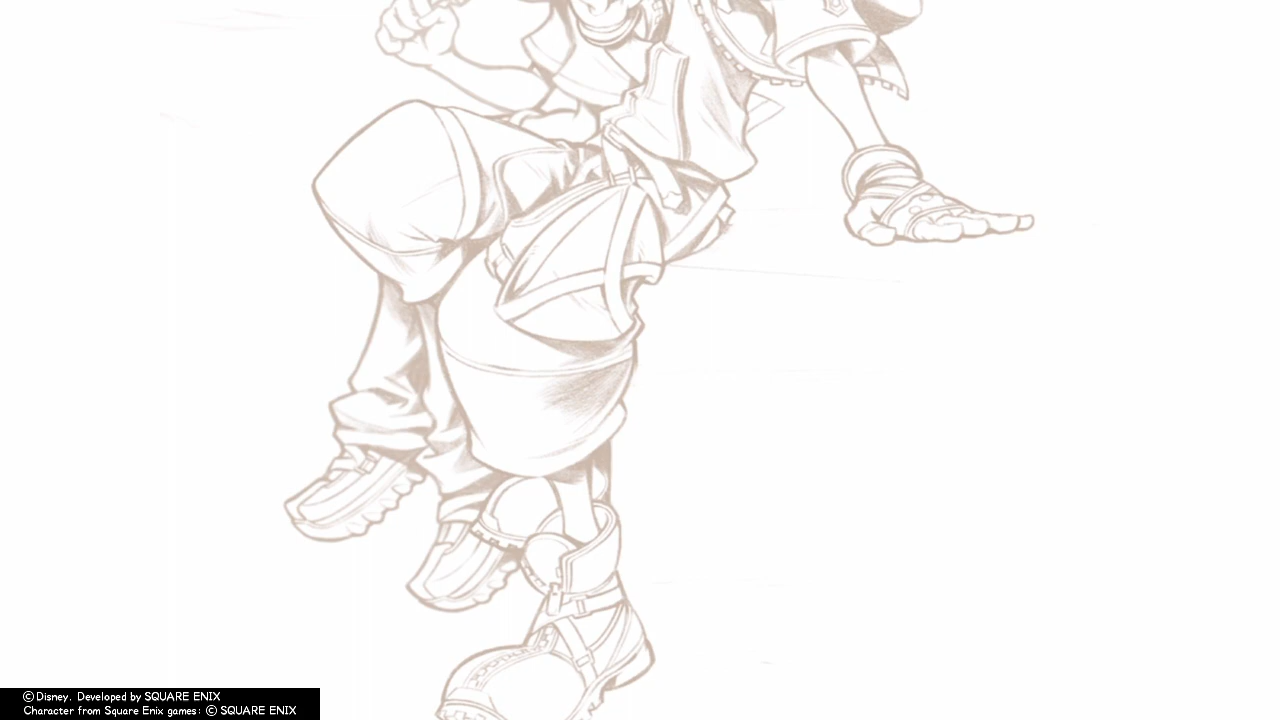 ©Disney. Developed by SQUARE ENIX
Character from Square Enix games: © SQUARE ENIX